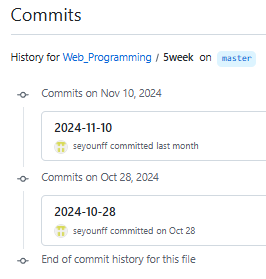 Commits
History for Web_Programming / 5week on master
Commits on Nov 10, 2024
2024-11-10
seyounff committed last month
Commits on Oct 28, 2024
2024-10-28
seyounff committed on Oct 28
End of commit history for this file